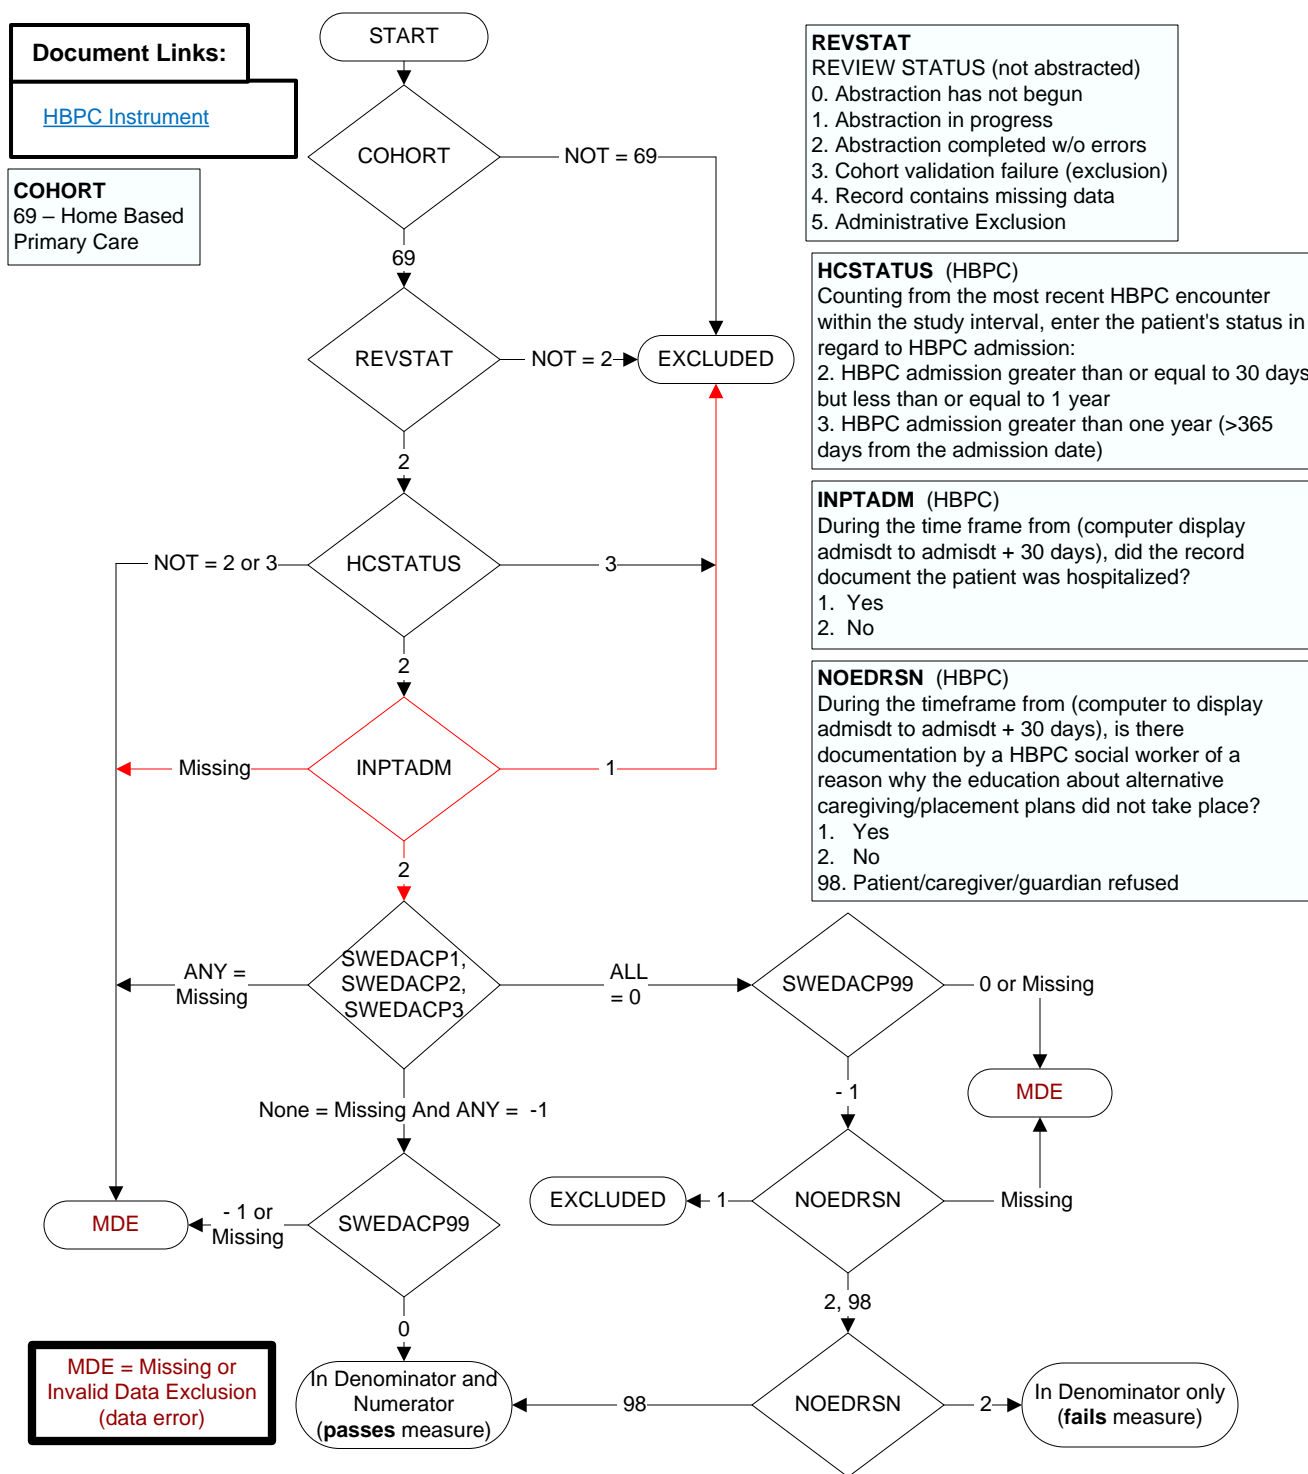 Document Links:
HBPC Instrument
COHORT
69 – Home Based
Primary Care
START
COHORT
NOT = 69
69
REVSTAT
NOT = 2
EXCLUDED
2
HCSTATUS
NOT = 2 or 3
3
2
INPTADM
Missing
1
2
SWEDACP1,
SWEDACP2,
SWEDACP3
ANY =
Missing
ALL
= 0
SWEDACP99
0 or Missing
MDE
- 1
None = Missing And ANY = -1
NOEDRSN
Missing
1
EXCLUDED
SWEDACP99
- 1 or
Missing
MDE
0
2, 98
NOEDRSN
98
2
In Denominator and
Numerator
(passes measure)
In Denominator only
(fails measure)
MDE = Missing or
Invalid Data Exclusion
(data error)
REVSTAT
REVIEW STATUS (not abstracted)
0. Abstraction has not begun
1. Abstraction in progress
2. Abstraction completed w/o errors
3. Cohort validation failure (exclusion)
4. Record contains missing data
5. Administrative Exclusion
HCSTATUS (HBPC)
Counting from the most recent HBPC encounter
within the study interval, enter the patient's status in
regard to HBPC admission:
2. HBPC admission greater than or equal to 30 days
but less than or equal to 1 year
3. HBPC admission greater than one year (>365
days from the admission date)
INPTADM (HBPC)
During the time frame from (computer display
admisdt to admisdt + 30 days), did the record
document the patient was hospitalized?
1. Yes
2. No
NOEDRSN (HBPC)
During the timeframe from (computer to display
admisdt to admisdt + 30 days), is there
documentation by a HBPC social worker of a
reason why the education about alternative
caregiving/placement plans did not take place?
1. Yes
2. No
98. Patient/caregiver/guardian refused